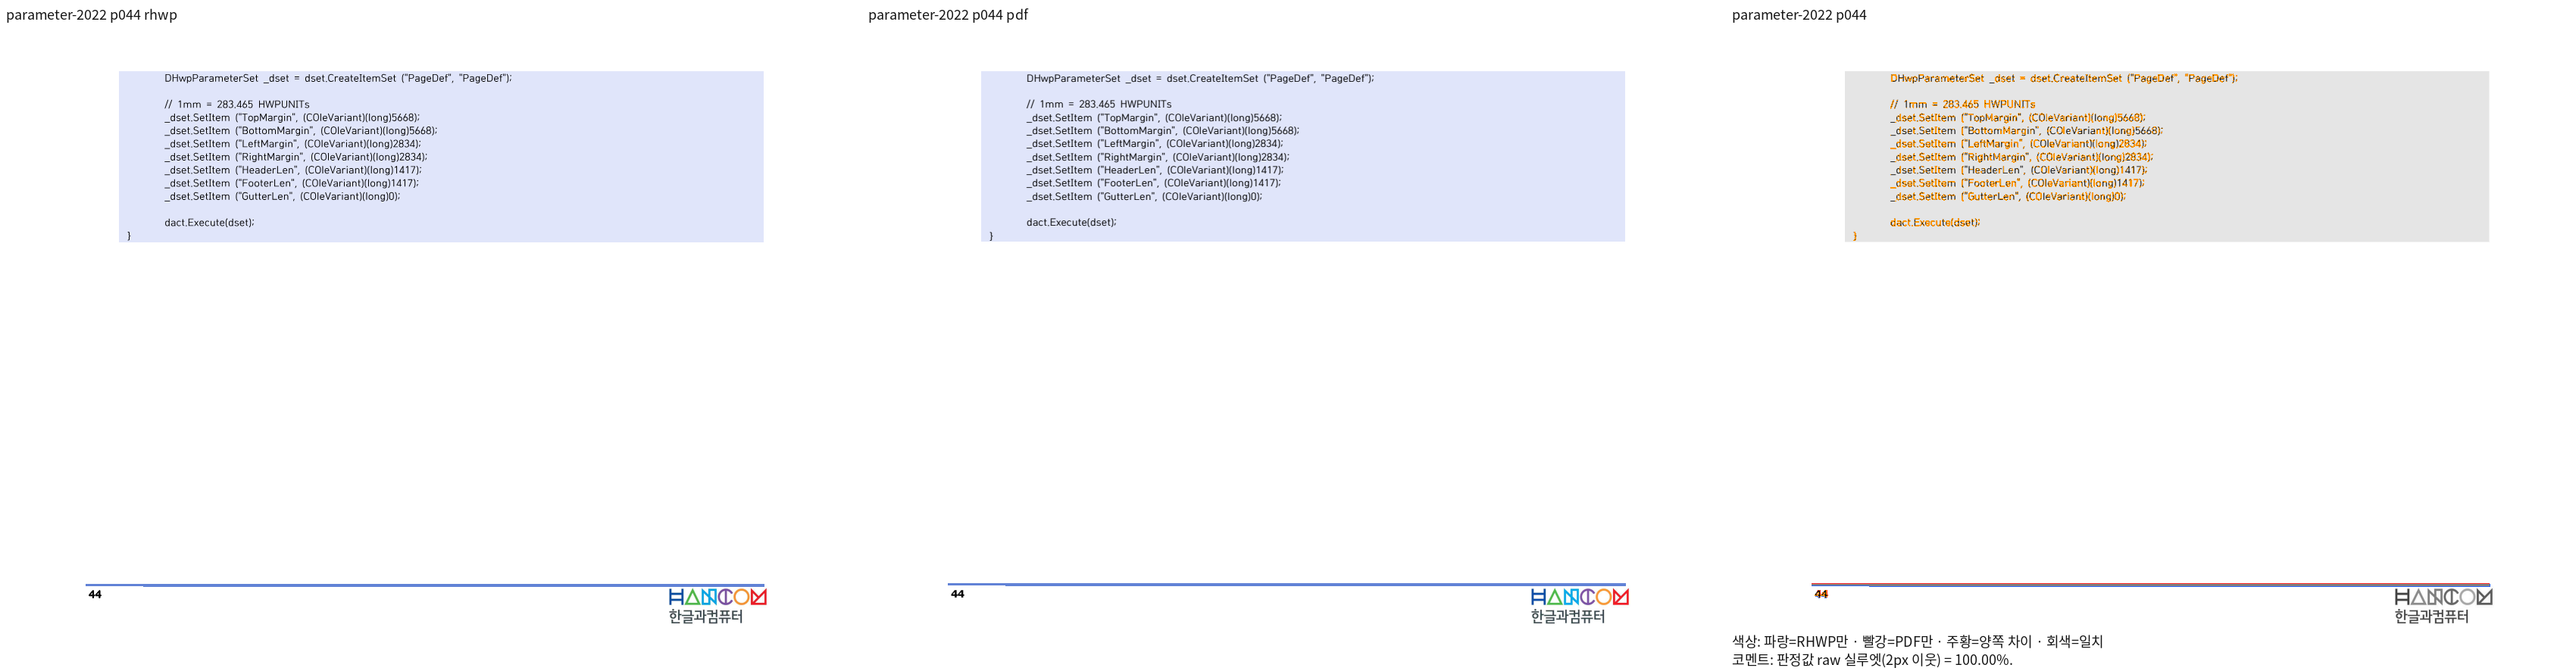 parameter-2022 p044 rhwp
DHwpParameterSet _dset = dset.CreateItemSet ("PageDef", "PageDef");
// 1mm = 283.465 HWPUNITs
_dset.SetItem ("TopMargin", (COleVariant)(long)5668);
_dset.SetItem ("BottomMargin", (COleVariant)(long)5668);
_dset.SetItem ("LeftMargin", (COleVariant)(long)2834);
_dset.SetItem ("RightMargin", (COleVariant)(long)2834);
_dset.SetItem ("HeaderLen", (COleVariant)(long)1417);
_dset.SetItem ("FooterLen", (COleVariant)(long)1417);
_dset.SetItem ("GutterLen", (COleVariant)(long)0);
dact.Execute(dset);
}
44
HANCOM
한글과컴퓨터
parameter-2022 p044 pdf
DHwpParameterSet _dset = dset.CreateItemSet ("PageDef", "PageDef");
// 1mm = 283.465 HWPUNITs
_dset.SetItem ("TopMargin", (COleVariant)(long)5668);
_dset.SetItem ("BottomMargin", (COleVariant)(long)5668);
_dset.SetItem ("LeftMargin", (COleVariant)(long)2834);
_dset.SetItem ("RightMargin", (COleVariant)(long)2834);
_dset.SetItem ("HeaderLen", (COleVariant)(long)1417);
_dset.SetItem ("FooterLen", (COleVariant)(long)1417);
_dset.SetItem ("GutterLen", (COleVariant)(long)0);
dact.Execute(dset);
}
44
HANCOM
한글과컴퓨터
parameter-2022 p044
DHwpParameterSet _dset = dset.CreateItemSet ("PageDef", "PageDef");
// 1mm = 283.465 HWPUNITs
_dset.SetItem ("TopMargin", (COleVariant)(long)5668);
_dset.SetItem ("BottomMargin", (COleVariant)(long)5668);
_dset.SetItem ("LeftMargin", (COleVariant)(long)2834);
_dset.SetItem ("RightMargin", (COleVariant)(long)2834);
_dset.SetItem ("HeaderLen", (COleVariant)(long)1417);
_dset.SetItem ("FooterLen", (COleVariant)(long)1417);
_dset.SetItem ("GutterLen", (COleVariant)(long)0);
dact.Execute(dset);
}
44
HANCOM
한글과컴퓨터
색상: 파랑=RHWP만 · 빨강=PDF만 · 주황=양쪽 차이 · 회색=일치
코멘트: 판정값 raw 실루엣(2px 이웃) = 100.00%.